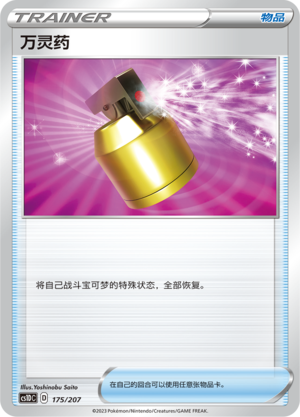 TRAINER 物品
万灵药
将自己战斗宝可梦的特殊状态，全部恢复。
Illus. Yoshinobu Saito
在自己的回合可以使用任意张物品卡。
CS1DC D 175/207
©2023 Pokémon/Nintendo/Creatures/GAME FREAK.